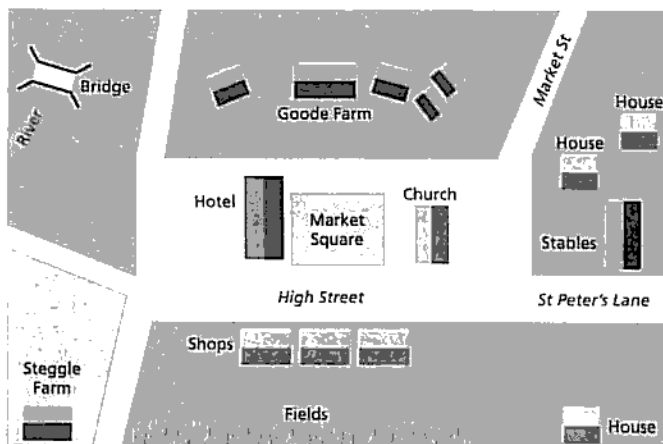 Market St
Bridge
River
Goode Farm
House
House
Hotel
Market
Square
Church
Stables
High Street
St Peter's Lane
Shops
Steggle
Farm
Fields
House